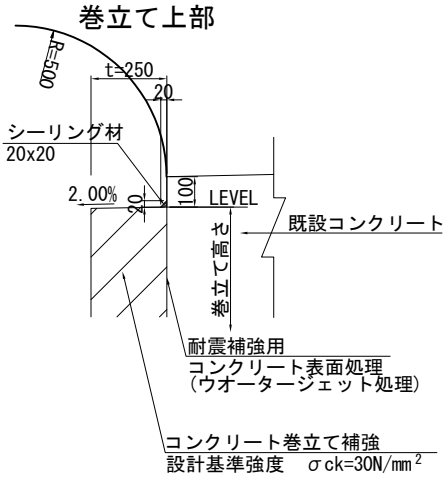 巻立て上部
R=500
t=250
20
シーリング材
20x20
2.00%
20
100
LEVEL
既設コンクリート
巻立て高さ
耐震補強用
コンクリート表面処理
(ウオータージェット処理)
コンクリート巻立て補強
設計基準強度 σck=30N/mm²